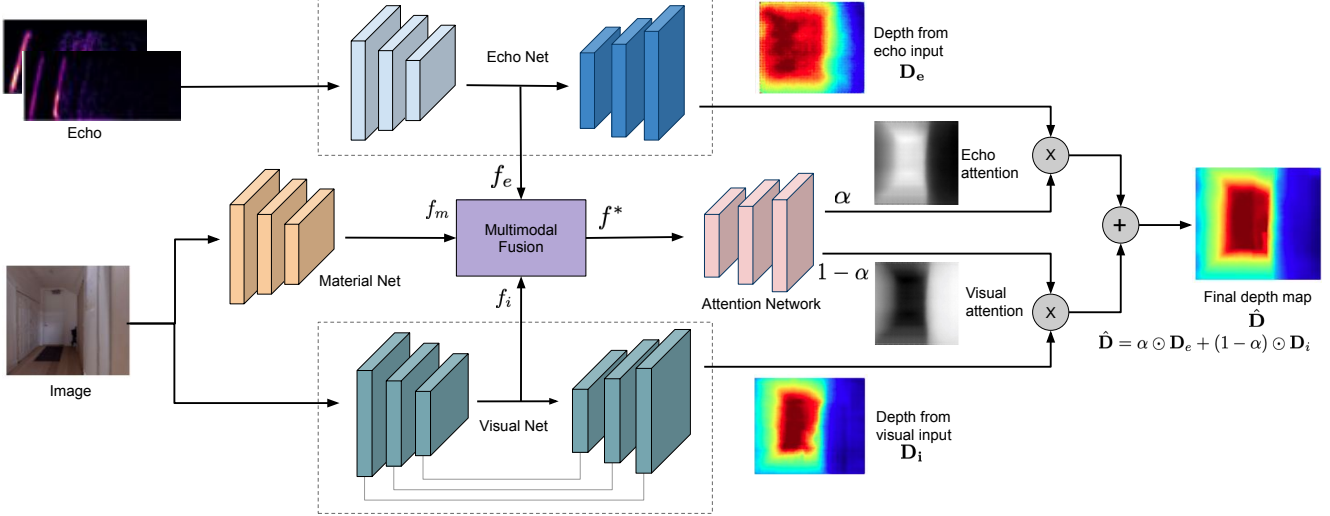 Echo
Echo Net
Depth from
echo input
D_e
Echo
attention
X
f_e
f_m
Multimodal
Fusion
f^*
α
Material Net
Attention Network
1 − α
f_i
Visual
attention
X
+
Final depth map
D̂
D̂ = α ⊙ D_e + (1 − α) ⊙ D_i
Image
Visual Net
Depth from
visual input
D_i